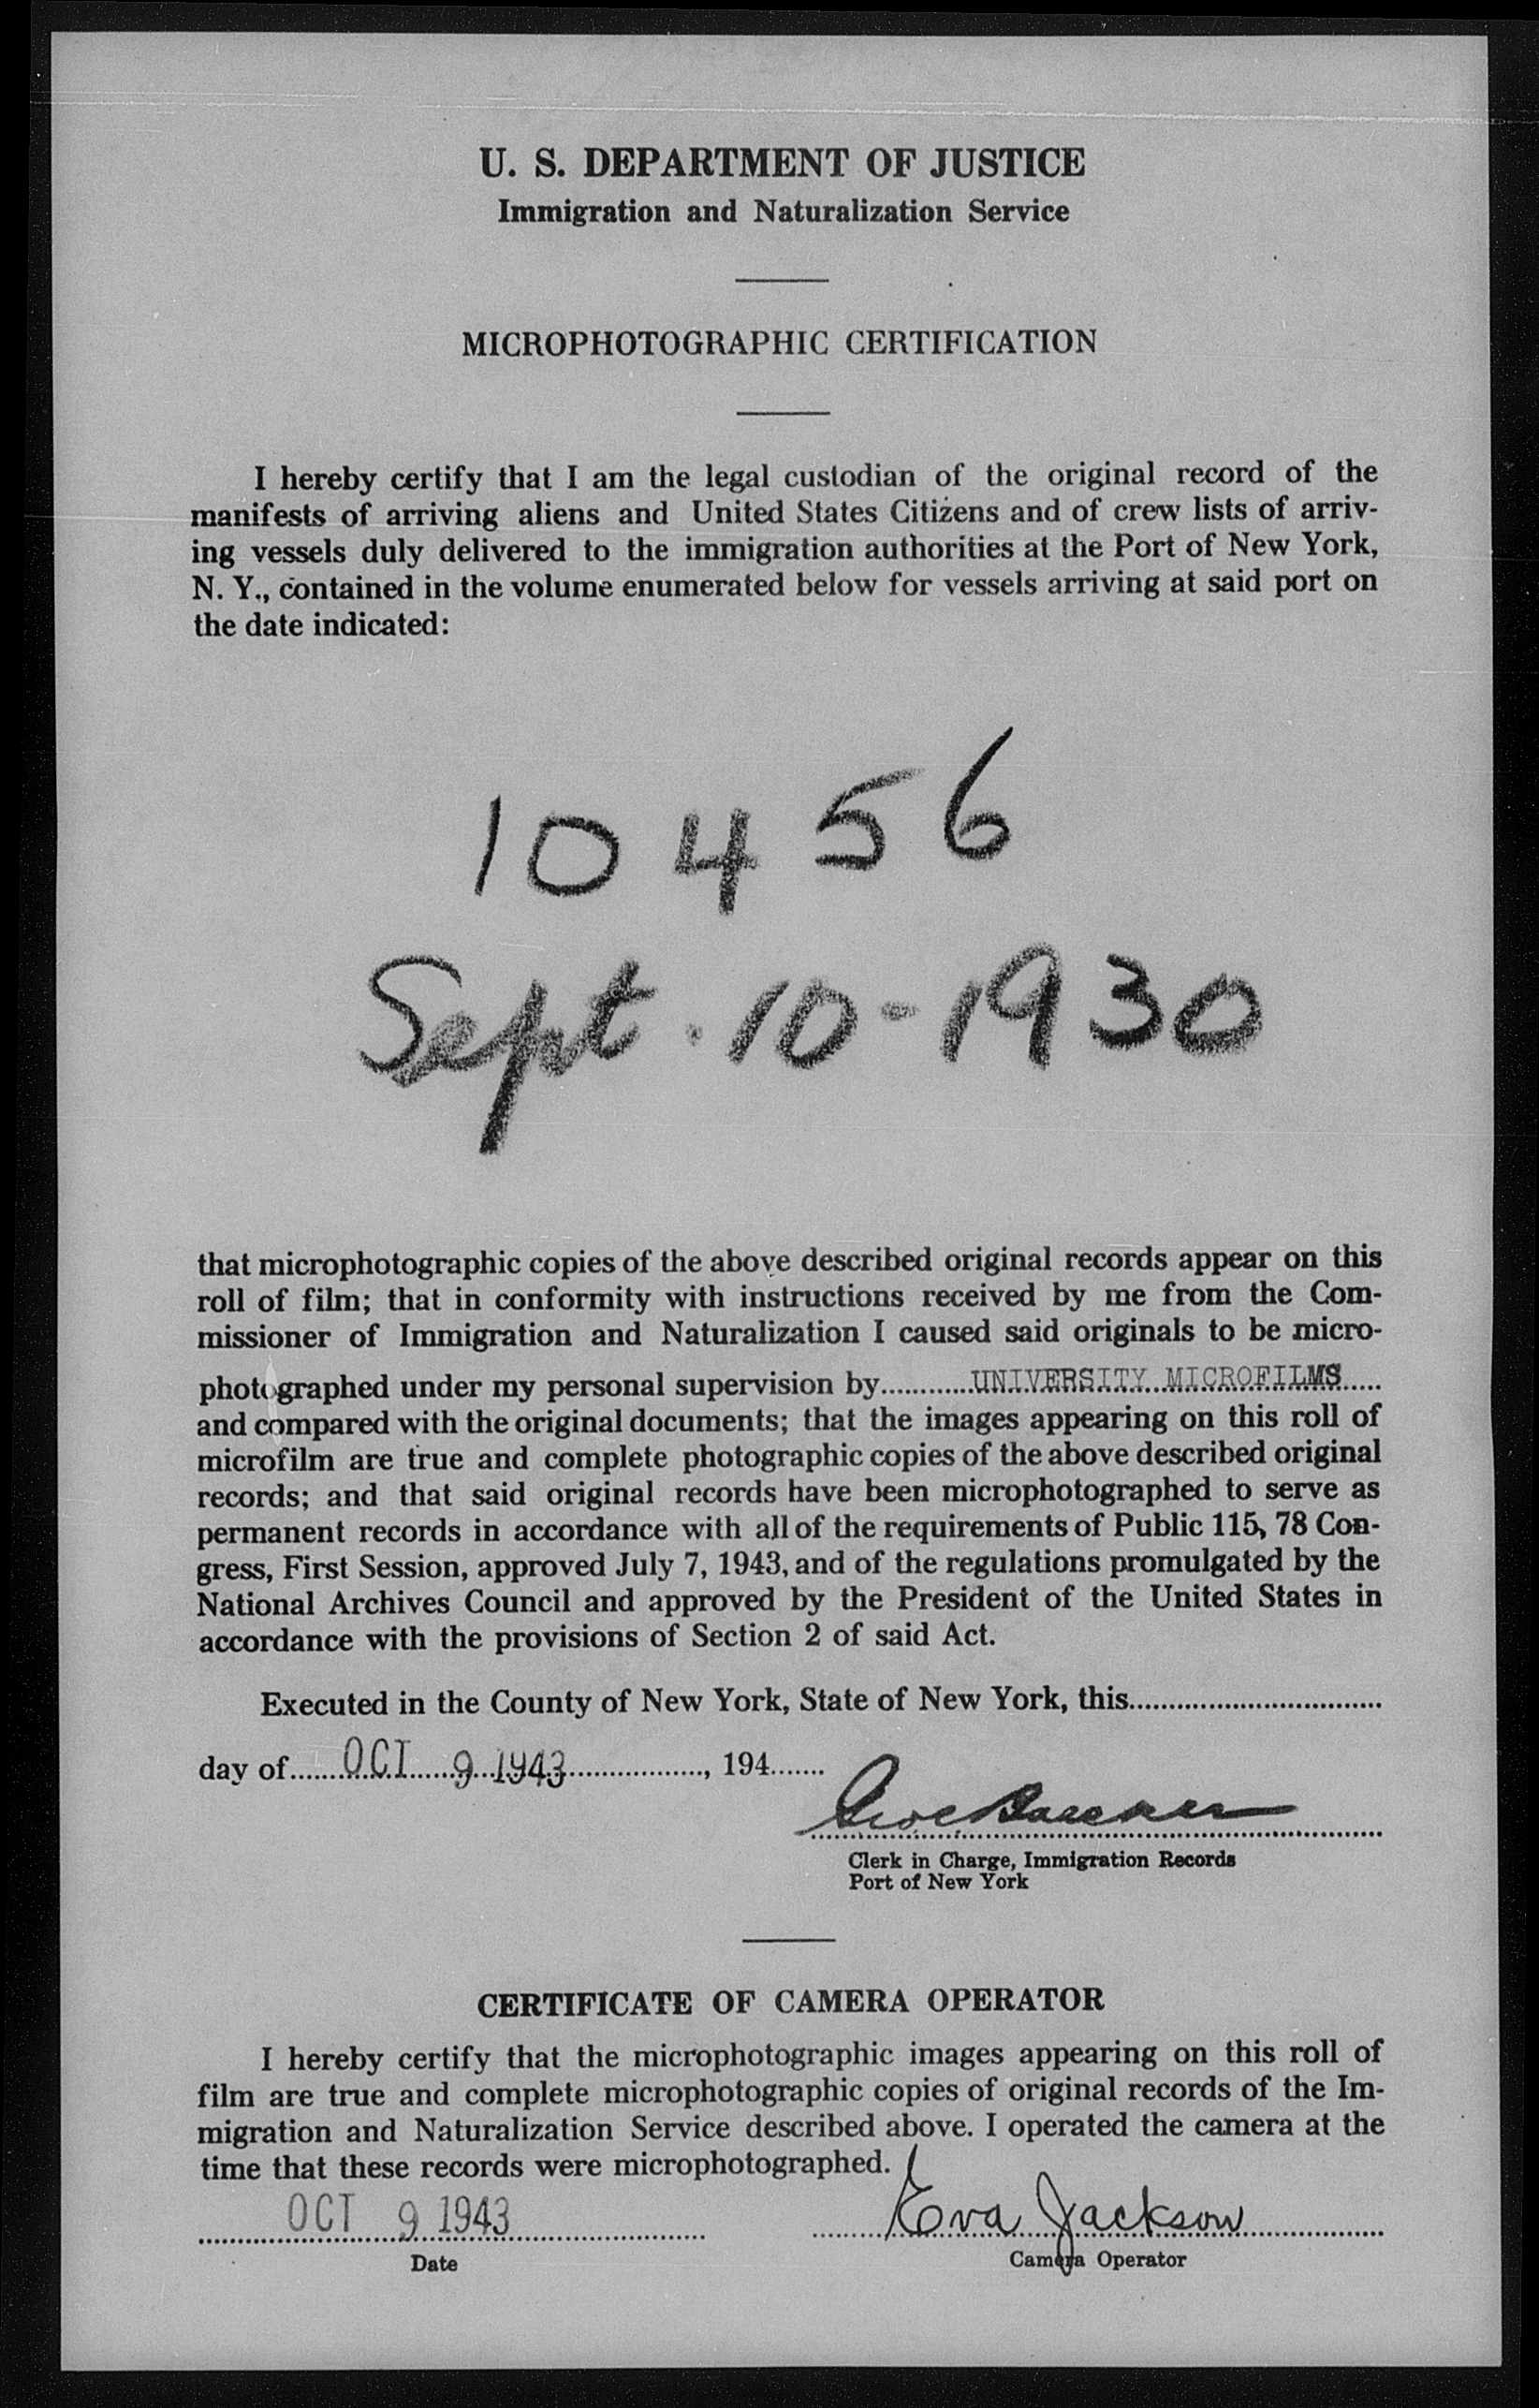 U. S. DEPARTMENT OF JUSTICE
Immigration and Naturalization Service
MICROPHOTOGRAPHIC CERTIFICATION
I hereby certify that I am the legal custodian of the original record of the
manifests of arriving aliens and United States Citizens and of crew lists of arriv-
ing vessels duly delivered to the immigration authorities at the Port of New York,
N. Y., contained in the volume enumerated below for vessels arriving at said port on
the date indicated:
10456
Sept. 10-1930
that microphotographic copies of the above described original records appear on this
roll of film; that in conformity with instructions received by me from the Com-
missioner of Immigration and Naturalization I caused said originals to be micro-
photographed under my personal supervision by............UNIVERSITY MICROFILMS.....
and compared with the original documents; that the images appearing on this roll of
microfilm are true and complete photographic copies of the above described original
records; and that said original records have been microphotographed to serve as
permanent records in accordance with all of the requirements of Public 115, 78 Con-
gress, First Session, approved July 7, 1943, and of the regulations promulgated by the
National Archives Council and approved by the President of the United States in
accordance with the provisions of Section 2 of said Act.
Executed in the County of New York, State of New York, this................................
day of.......OCT 9 1943.................., 194.......
Clerk in Charge, Immigration Records
Port of New York
CERTIFICATE OF CAMERA OPERATOR
I hereby certify that the microphotographic images appearing on this roll of
film are true and complete microphotographic copies of original records of the Im-
migration and Naturalization Service described above. I operated the camera at the
time that these records were microphotographed.
OCT 9 1943 Eva Jackson
Date Camera Operator